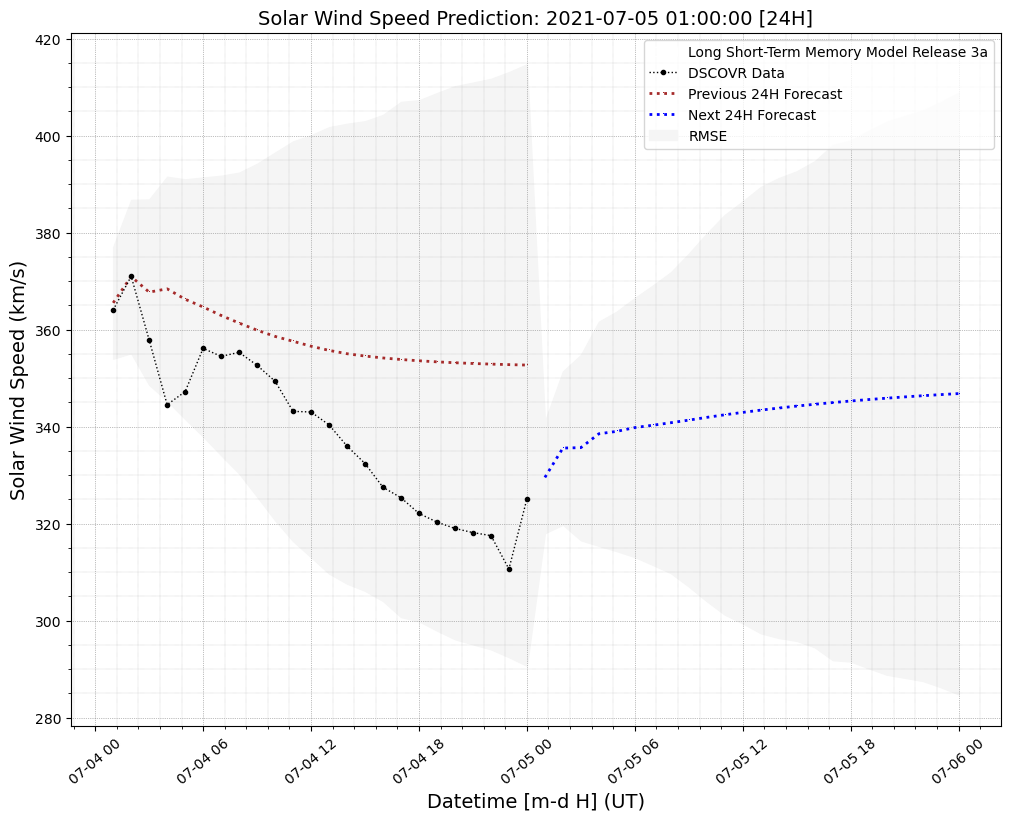 Solar Wind Speed Prediction: 2021-07-05 01:00:00 [24H]
Long Short-Term Memory Model Release 3a
DSCOVR Data
Previous 24H Forecast
Next 24H Forecast
RMSE
Solar Wind Speed (km/s)
420
400
380
360
340
320
300
280
07-04 00
07-04 06
07-04 12
07-04 18
07-05 00
07-05 06
07-05 12
07-05 18
07-06 00
Datetime [m-d H] (UT)